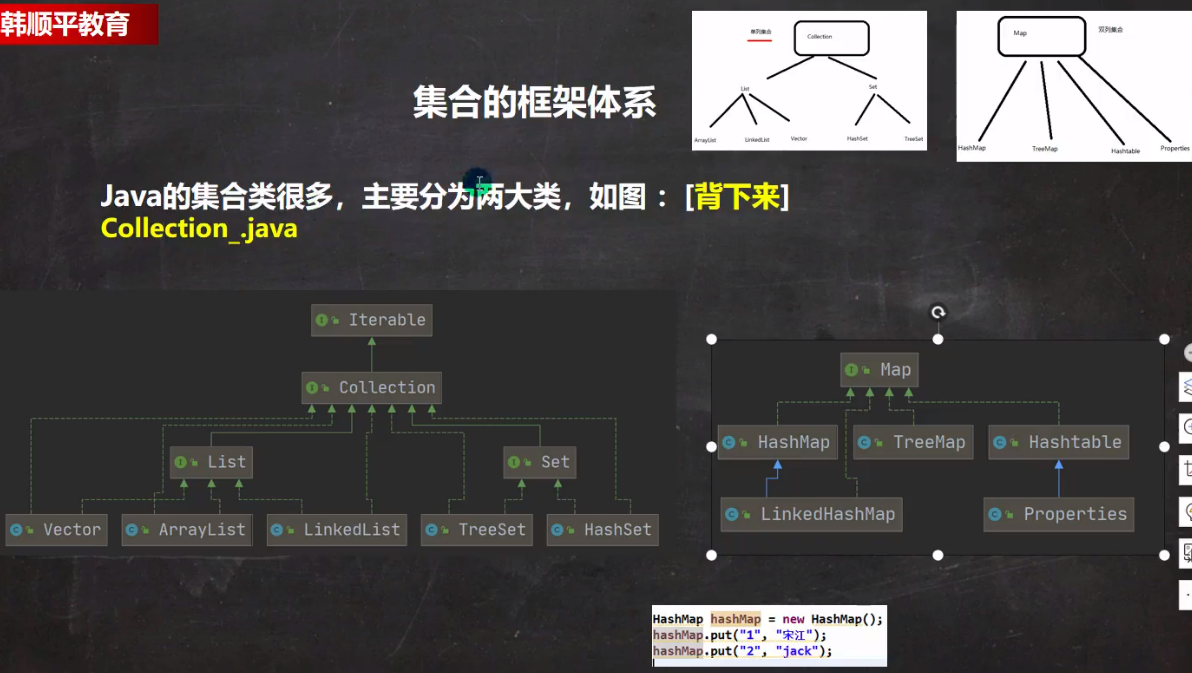 韩顺平教育
单列集合
Collection
List
Set
ArrayList
LinkedList
Vector
HashSet
TreeSet
Map
双列集合
HashMap
TreeMap
Hashtable
Properties
集合的框架体系
Java的集合类很多，主要分为两大类，如图：[背下来]
Collection_.java
Iterable
Collection
List
Set
Vector
ArrayList
LinkedList
TreeSet
HashSet
Map
HashMap
TreeMap
Hashtable
LinkedHashMap
Properties
HashMap hashMap = new HashMap();
hashMap.put("1", "宋江");
hashMap.put("2", "jack");